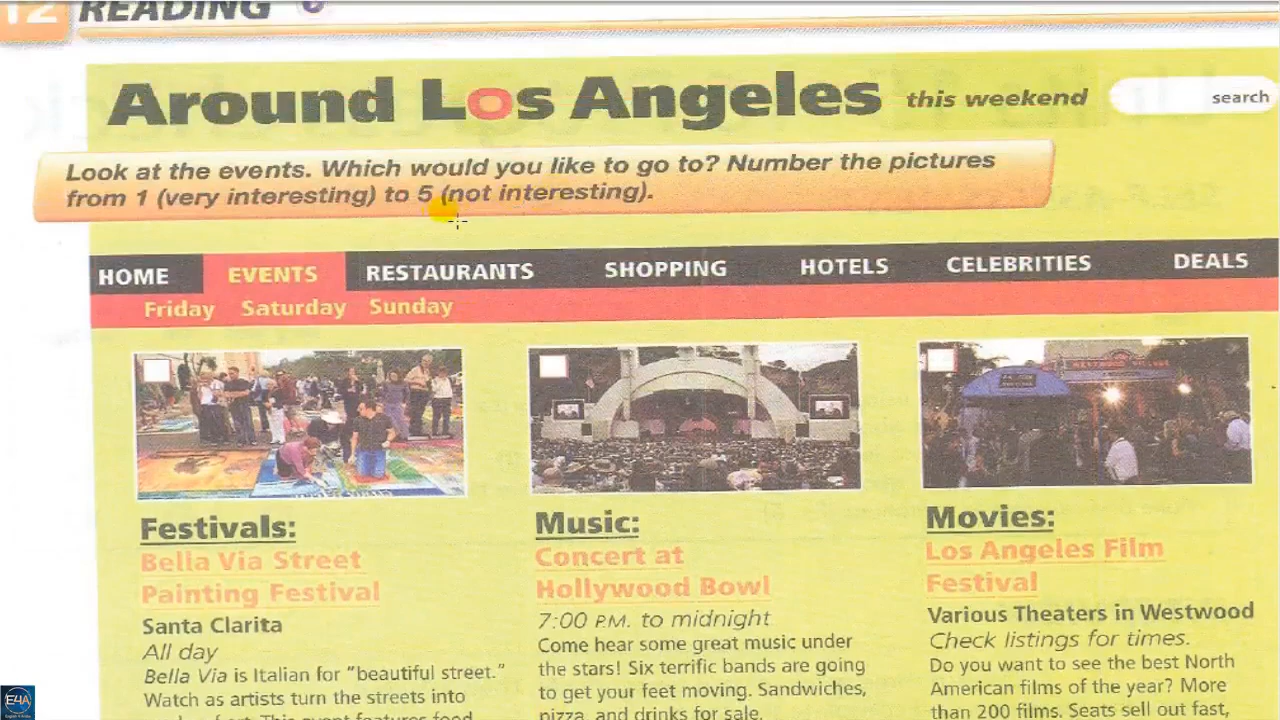 12 READING
Around Los Angeles this weekend
search
Look at the events. Which would you like to go to? Number the pictures
from 1 (very interesting) to 5 (not interesting).
HOME EVENTS RESTAURANTS SHOPPING HOTELS CELEBRITIES DEALS
Friday Saturday Sunday
Festivals:
Bella Via Street
Painting Festival
Santa Clarita
All day
Bella Via is Italian for "beautiful street."
Watch as artists turn the streets into
This event features food
Music:
Concert at
Hollywood Bowl
7:00 P.M. to midnight
Come hear some great music under
the stars! Six terrific bands are going
to get your feet moving. Sandwiches,
pizza, and drinks for sale.
Movies:
Los Angeles Film
Festival
Various Theaters in Westwood
Check listings for times.
Do you want to see the best North
American films of the year? More
than 200 films. Seats sell out fast,
E4A